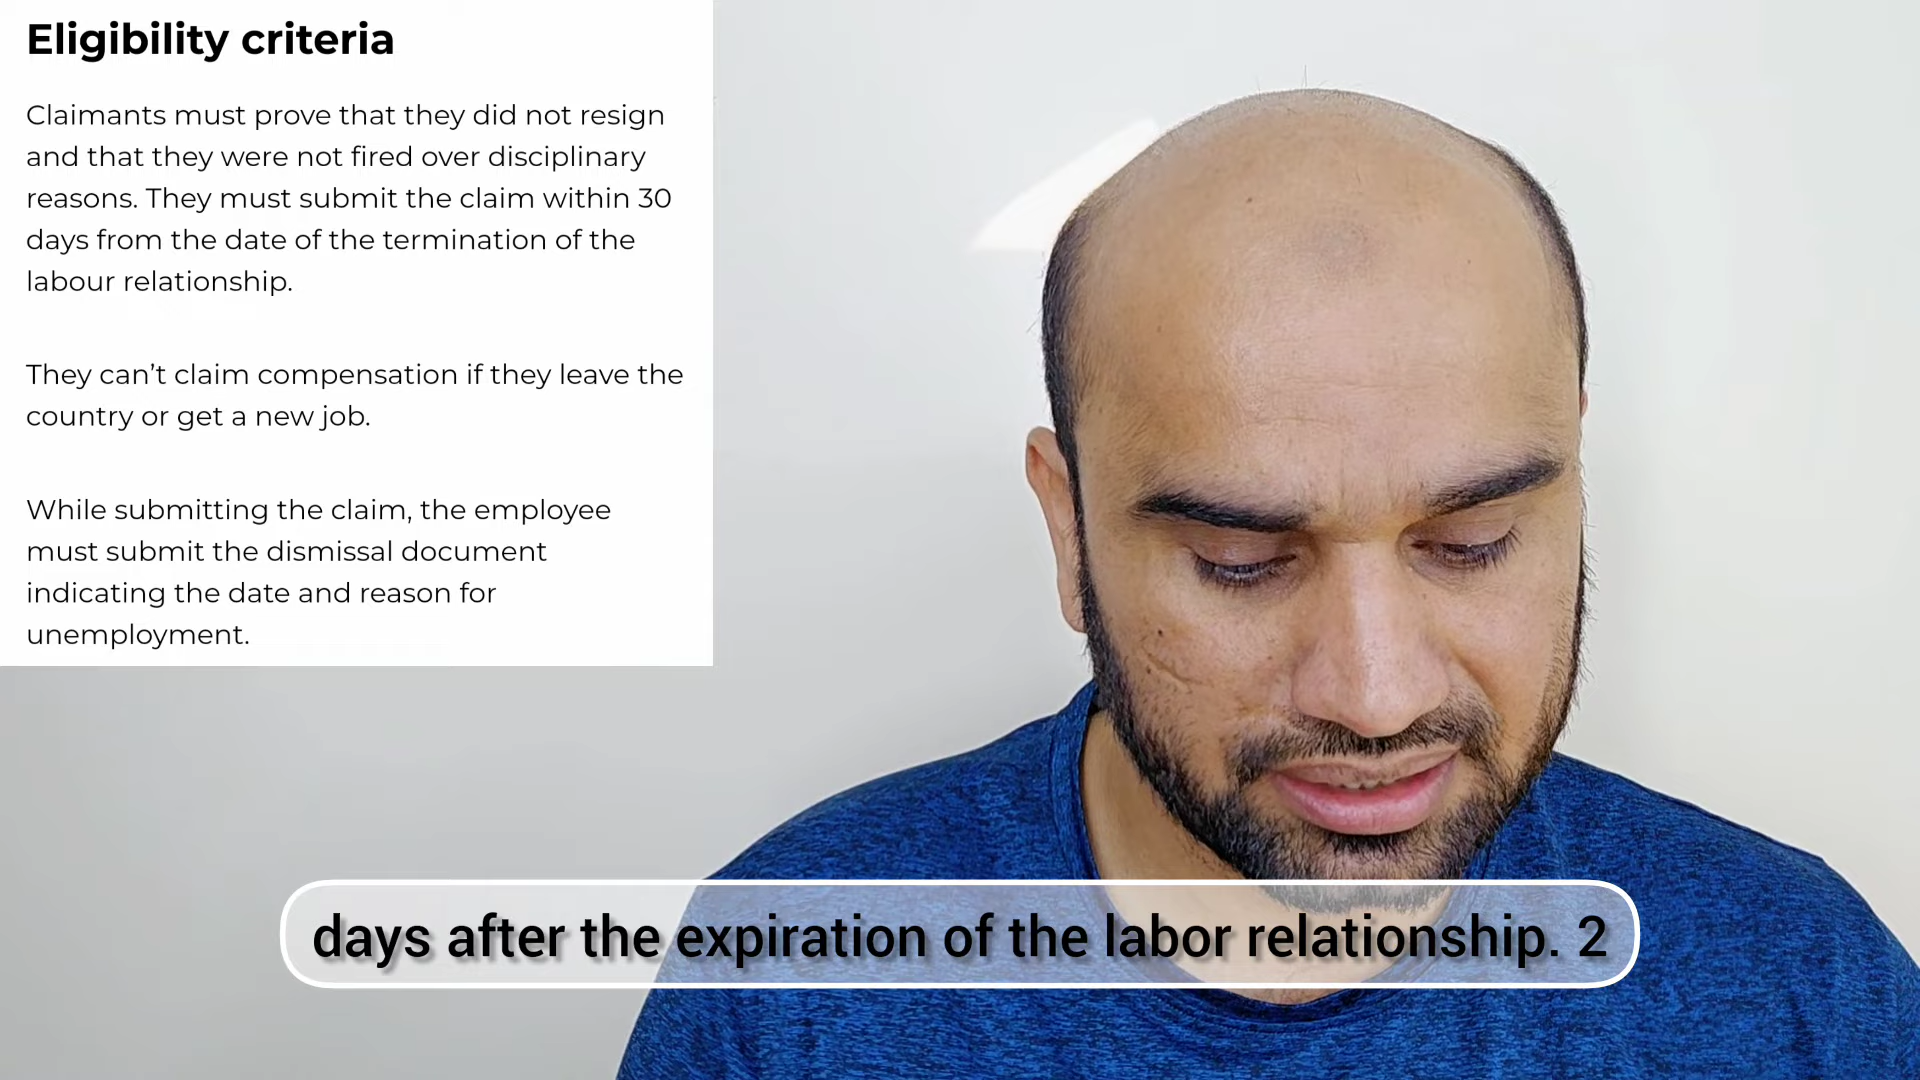 Eligibility criteria
Claimants must prove that they did not resign
and that they were not fired over disciplinary
reasons. They must submit the claim within 30
days from the date of the termination of the
labour relationship.
They can’t claim compensation if they leave the
country or get a new job.
While submitting the claim, the employee
must submit the dismissal document
indicating the date and reason for
unemployment.
days after the expiration of the labor relationship. 2